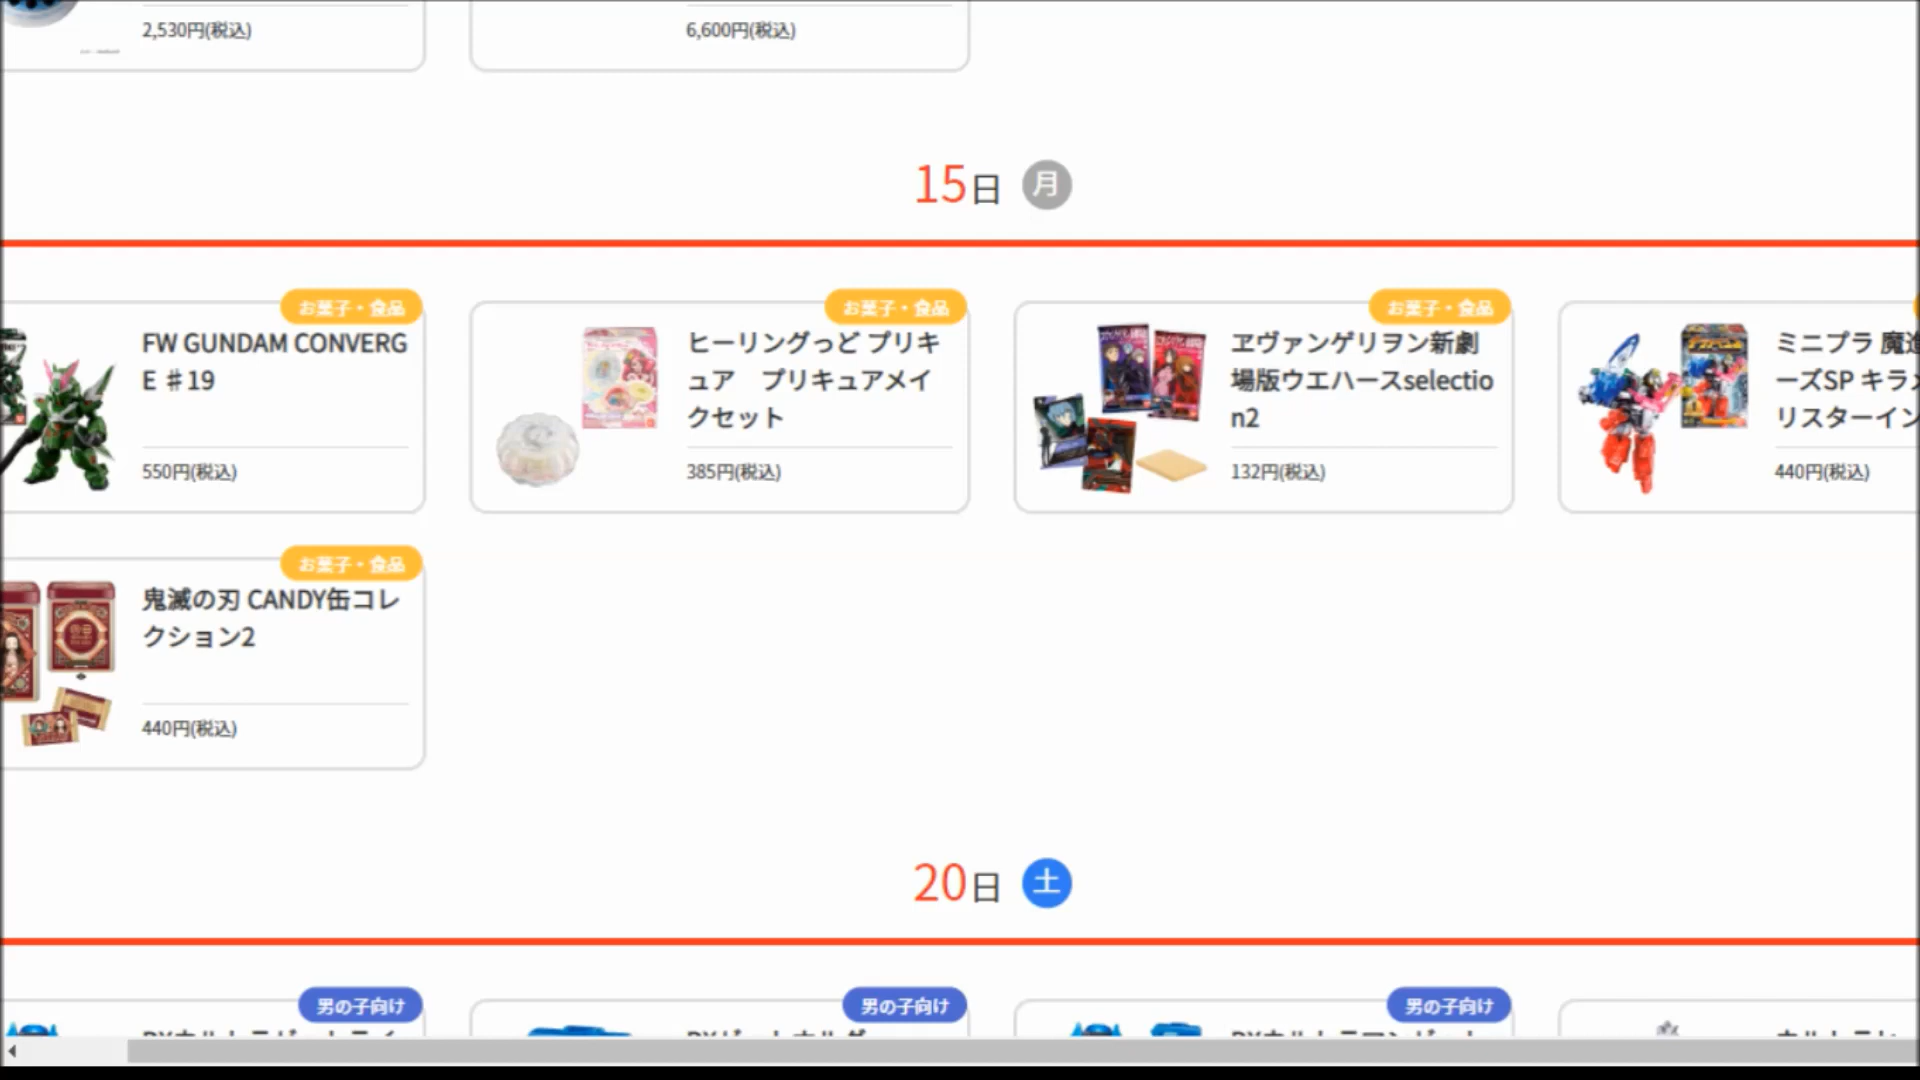 2,530円(税込)
6,600円(税込)
15日 月
お菓子・食品
FW GUNDAM CONVERG
E ♯19
550円(税込)
お菓子・食品
ヒーリングっど プリキ
ュア　プリキュアメイ
クセット
385円(税込)
お菓子・食品
ヱヴァンゲリヲン新劇
場版ウエハースselectio
n2
132円(税込)
ミニプラ 魔進
ーズSP キラメ
リスターイン
440円(税込)
お菓子・食品
鬼滅の刃 CANDY缶コレ
クション2
440円(税込)
20日 土
男の子向け
男の子向け
男の子向け